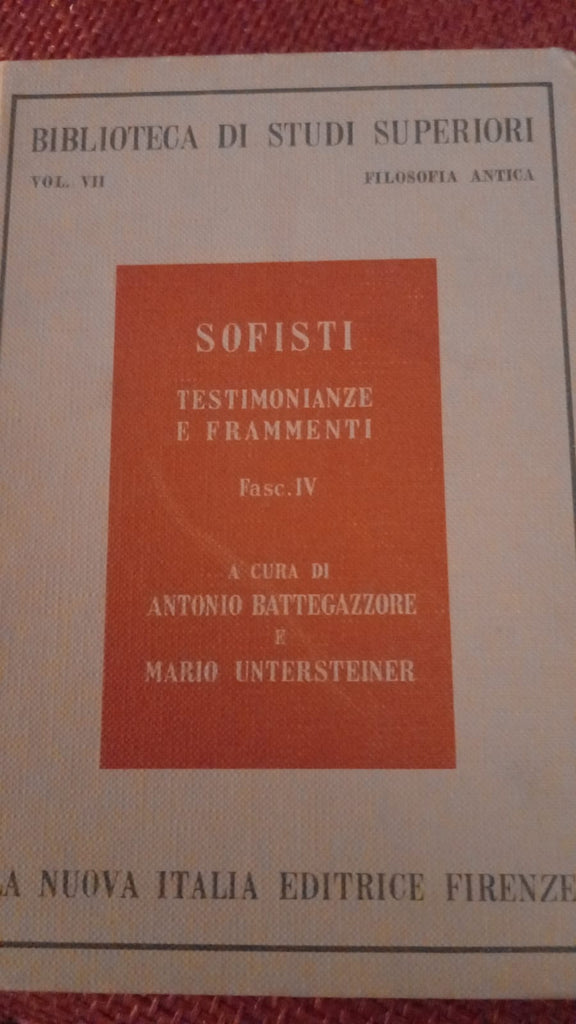 BIBLIOTECA DI STUDI SUPERIORI
VOL. VII FILOSOFIA ANTICA
SOFISTI
TESTIMONIANZE
E FRAMMENTI
Fasc. IV
A CURA DI
ANTONIO BATTEGAZZORE
E
MARIO UNTERSTEINER
LA NUOVA ITALIA EDITRICE FIRENZE